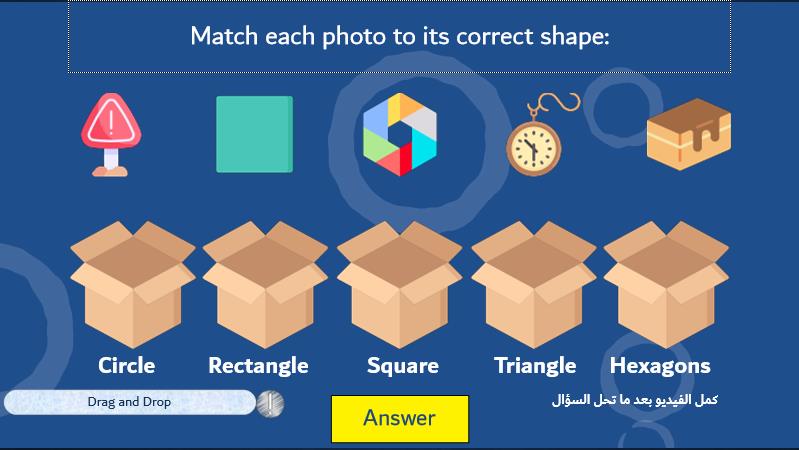 Match each photo to its correct shape:
Circle
Rectangle
Square
Triangle
Hexagons
Drag and Drop
Answer
كمل الفيديو بعد ما تحل السؤال